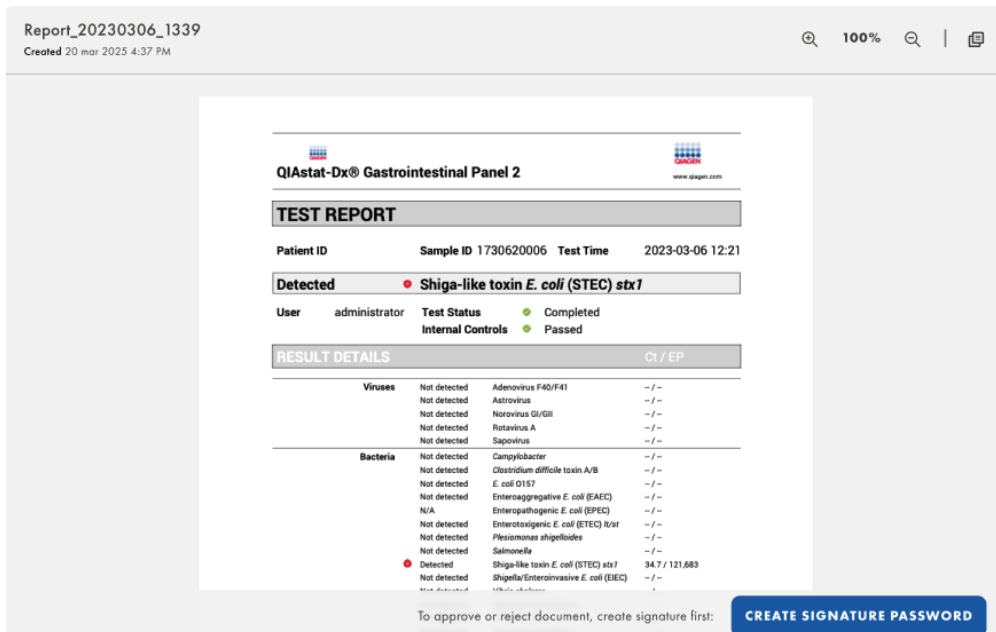 Report_20230306_1339
Created 20 mar 2025 4:37 PM
100%
QIAGEN
QIAstat-Dx® Gastrointestinal Panel 2
QIAGEN
www.qiagen.com
TEST REPORT
Patient ID Sample ID 1730620006 Test Time 2023-03-06 12:21
Detected Shiga-like toxin E. coli (STEC) stx1
User administrator Test Status Completed
Internal Controls Passed
RESULT DETAILS Ct / EP
Viruses Not detected Adenovirus F40/F41 – / –
Not detected Astrovirus – / –
Not detected Norovirus GI/GII – / –
Not detected Rotavirus A – / –
Not detected Sapovirus – / –
Bacteria Not detected Campylobacter – / –
Not detected Clostridium difficile toxin A/B – / –
Not detected E. coli O157 – / –
Not detected Enteroaggregative E. coli (EAEC) – / –
N/A Enteropathogenic E. coli (EPEC) – / –
Not detected Enterotoxigenic E. coli (ETEC) lt/st – / –
Not detected Plesiomonas shigelloides – / –
Not detected Salmonella – / –
Detected Shiga-like toxin E. coli (STEC) stx1 34.7 / 121,683
Not detected Shigella/Enteroinvasive E. coli (EIEC) – / –
To approve or reject document, create signature first: CREATE SIGNATURE PASSWORD